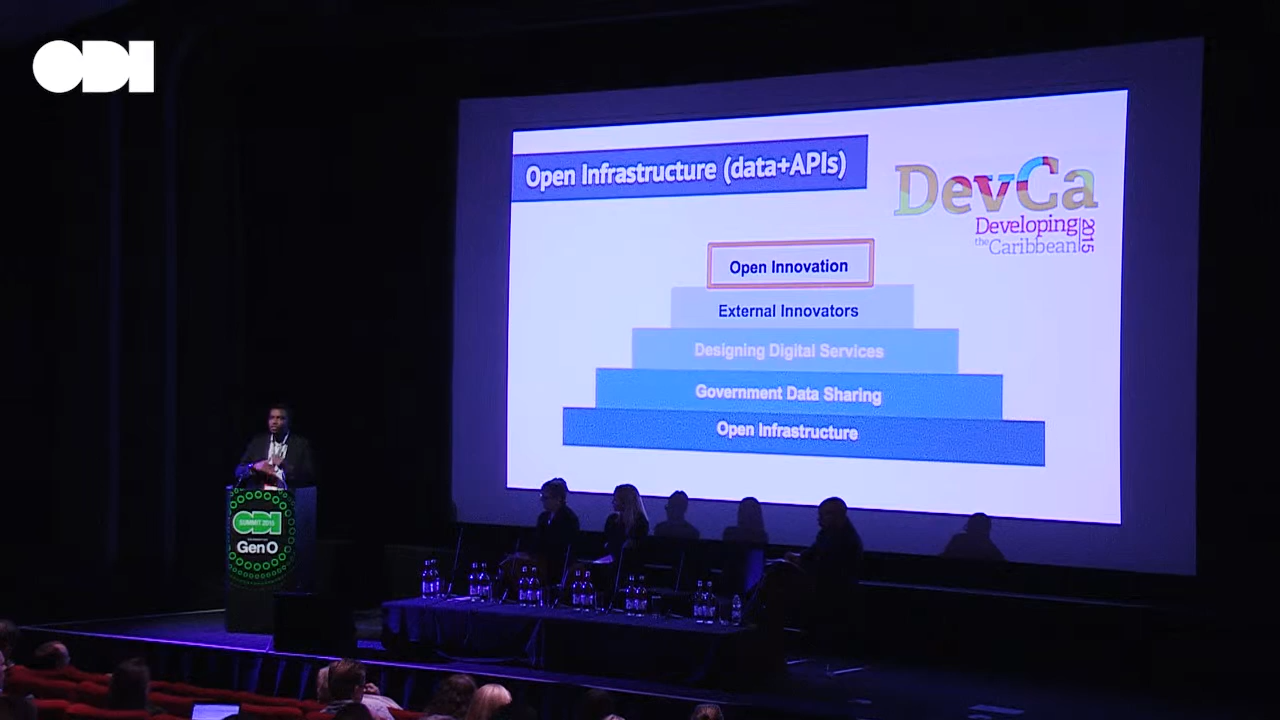 ODI
Open Infrastructure (data+APIs)
DevCa
Developing
the Caribbean
2015
Open Innovation
External Innovators
Designing Digital Services
Government Data Sharing
Open Infrastructure
ODI
SUMMIT 2015
Gen O